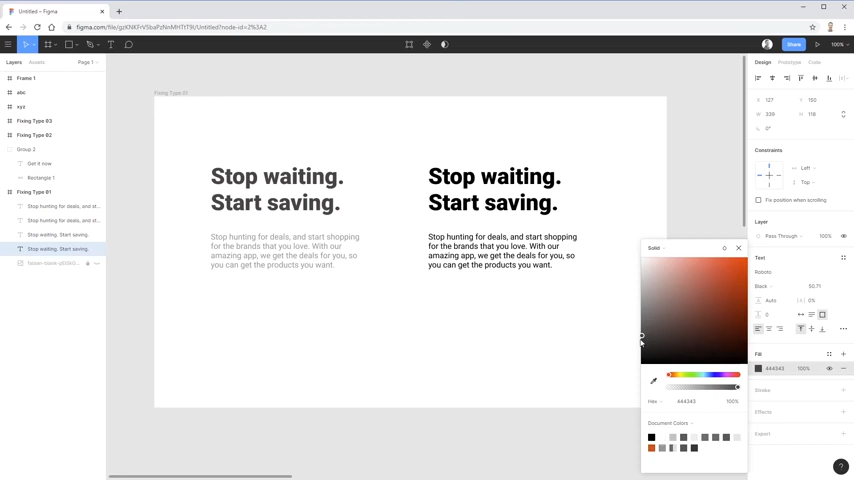 Untitled – Figma
figma.com/file/gzKNKFrV5baPzNnMHTtT9I/Untitled?node-id=2%3A2
Share
100%
Layers
Assets
Page 1
Frame 1
abc
xyz
Fixing Type 03
Fixing Type 02
Group 2
Get it now
Rectangle 1
Fixing Type 01
Stop hunting for deals, and st...
Stop hunting for deals, and st...
Stop waiting. Start saving.
Stop waiting. Start saving.
Fixing Type 01
Stop waiting.
Start saving.
Stop hunting for deals, and start shopping
for the brands that you love. With our
amazing app, we get the deals for you, so
you can get the products you want.
Stop waiting.
Start saving.
Stop hunting for deals, and start shopping
for the brands that you love. With our
amazing app, we get the deals for you, so
you can get the products you want.
Solid
Hex
444343
100%
Document Colors
Design
Prototype
Code
X 127
Y 150
W 339
H 118
0°
Constraints
Left
Top
Fix position when scrolling
Layer
Pass Through
100%
Text
Roboto
Black
50.71
Auto
0%
0
Fill
444343
100%
Stroke
Effects
Export
?